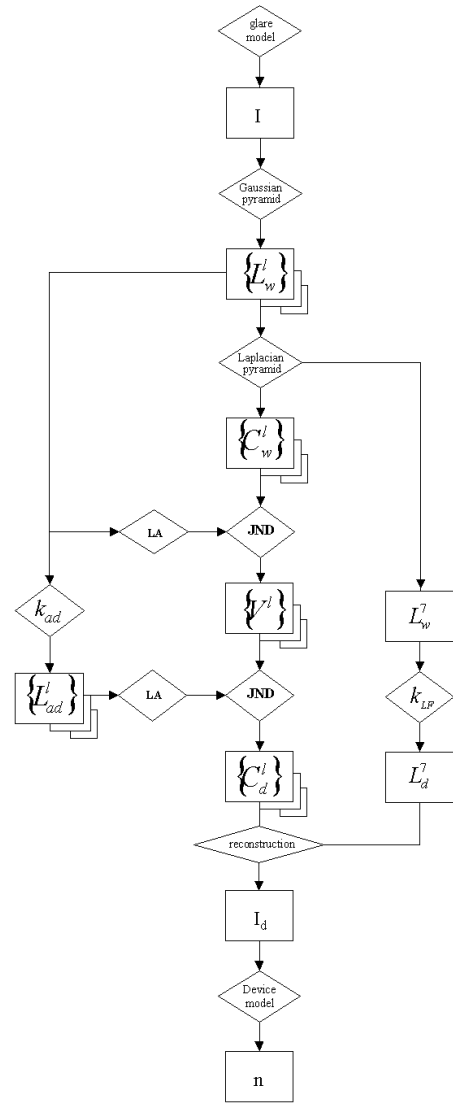 glare
model
I
Gaussian
pyramid
{L_w^l}
Laplacian
pyramid
{C_w^l}
LA
JND
k_ad
{V^l}
L_w^7
{L_ad^l}
LA
JND
k_LF
{C_d^l}
L_d^7
reconstruction
I_d
Device
model
n